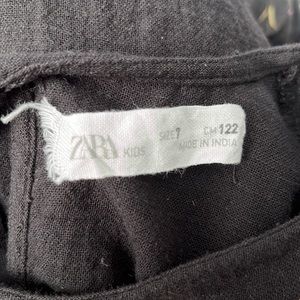 ZARA KIDS SIZE 7 CM 122
MADE IN INDIA